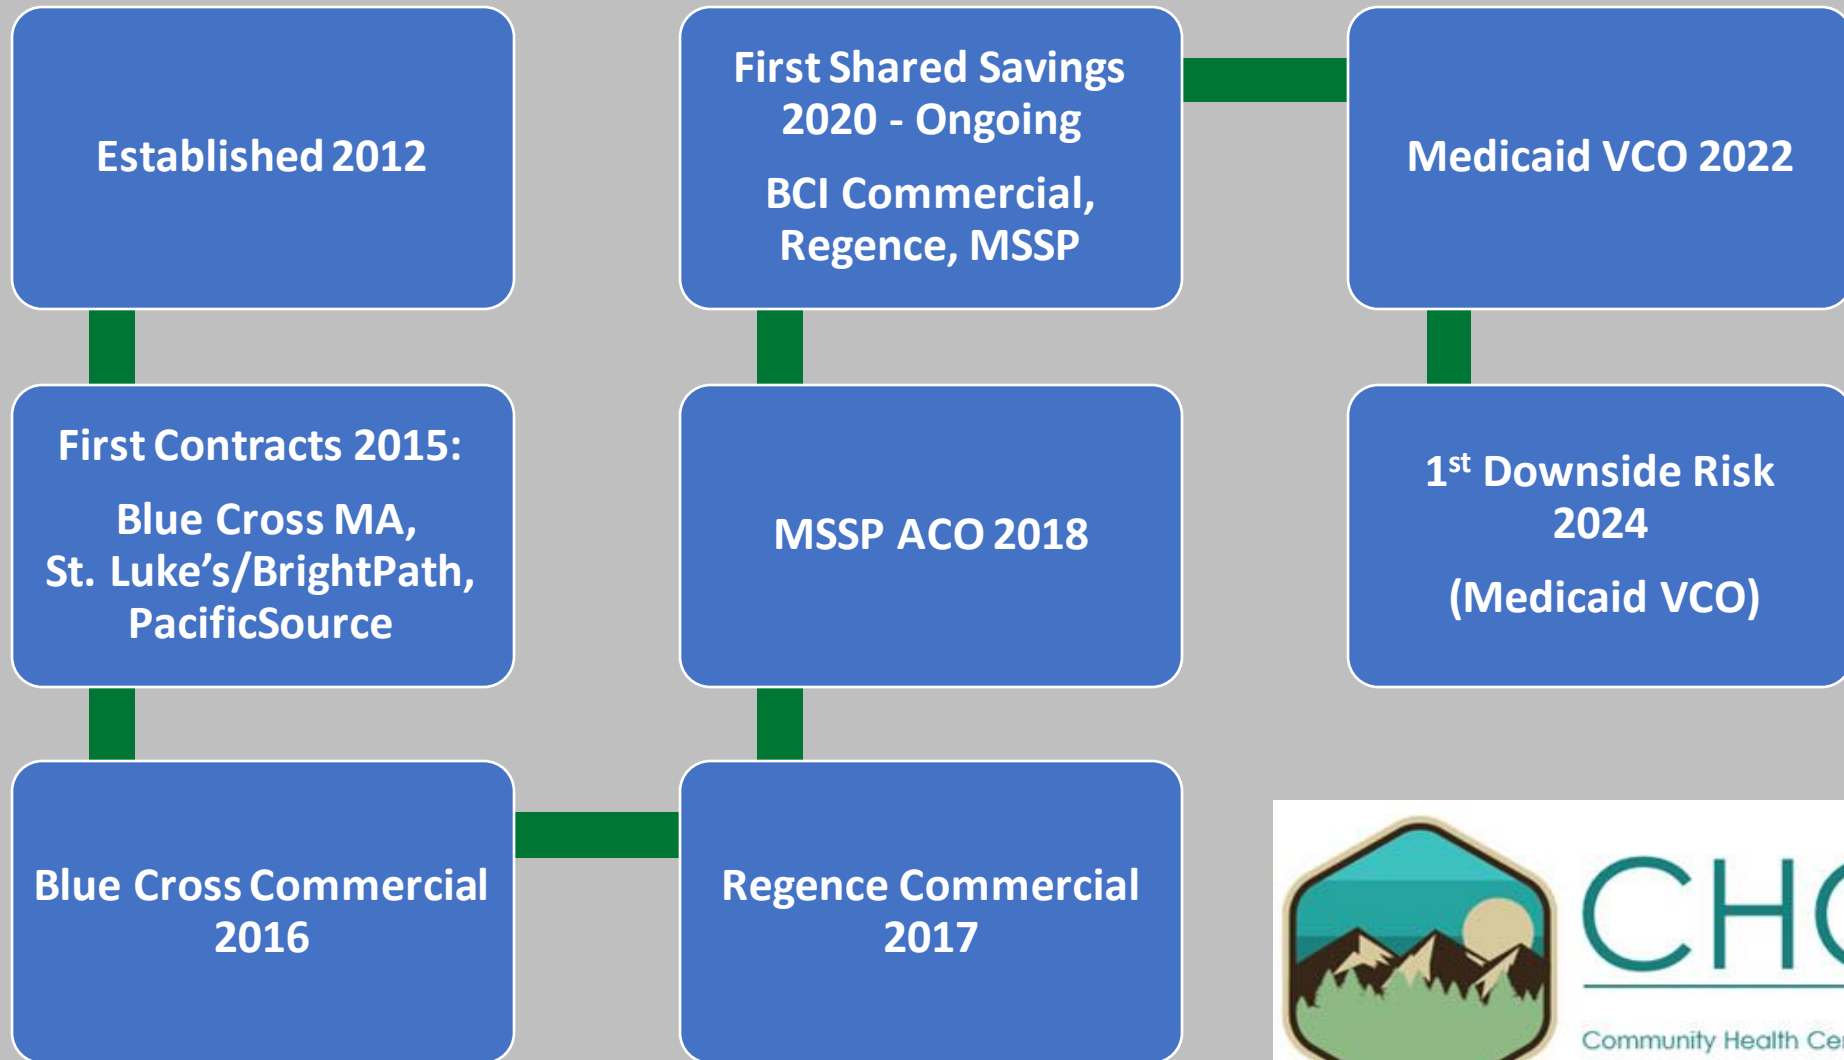 Established 2012
First Contracts 2015:
Blue Cross MA,
St. Luke's/BrightPath,
PacificSource
Blue Cross Commercial
2016
Regence Commercial
2017
MSSP ACO 2018
First Shared Savings
2020 - Ongoing
BCI Commercial,
Regence, MSSP
Medicaid VCO 2022
1st Downside Risk
2024
(Medicaid VCO)
Community Health